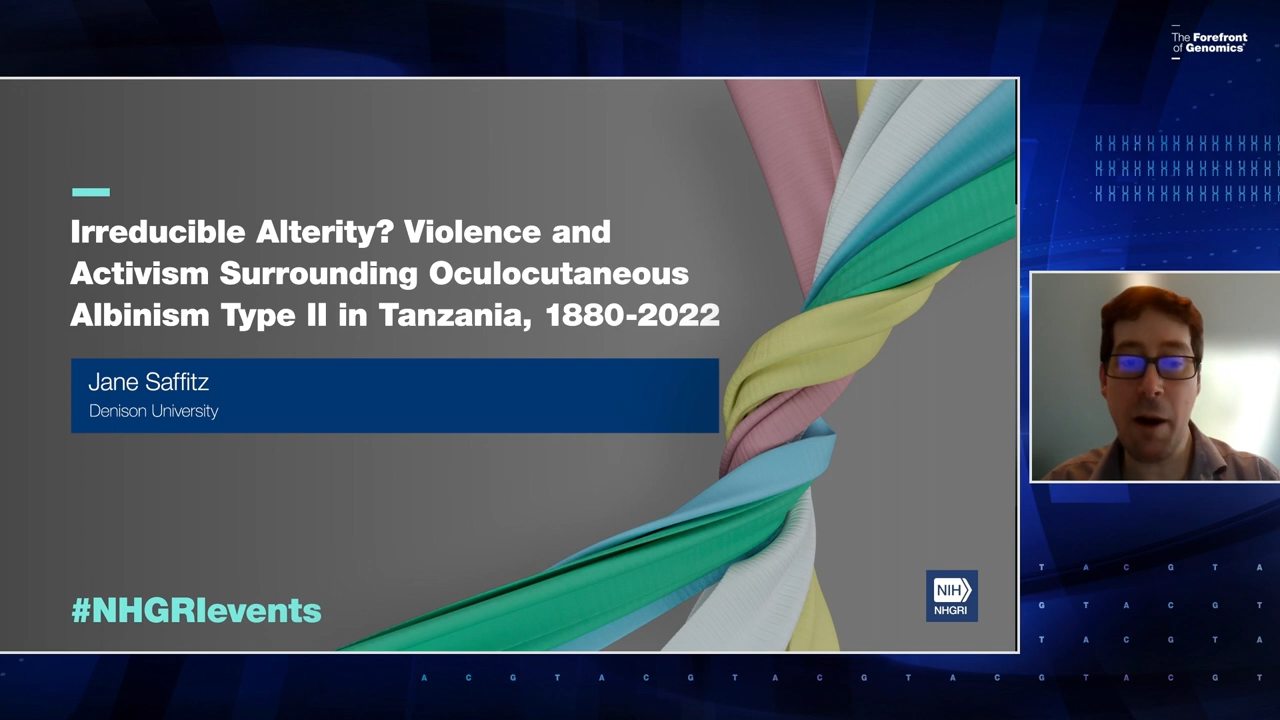 The Forefront
of Genomics
Irreducible Alterity? Violence and
Activism Surrounding Oculocutaneous
Albinism Type II in Tanzania, 1880-2022
Jane Saffitz
Denison University
#NHGRIevents
NIH
NHGRI
T A C G T A
G T A C G T
T A C G T A
A C G T A C G T A C G T A C G T A C G T